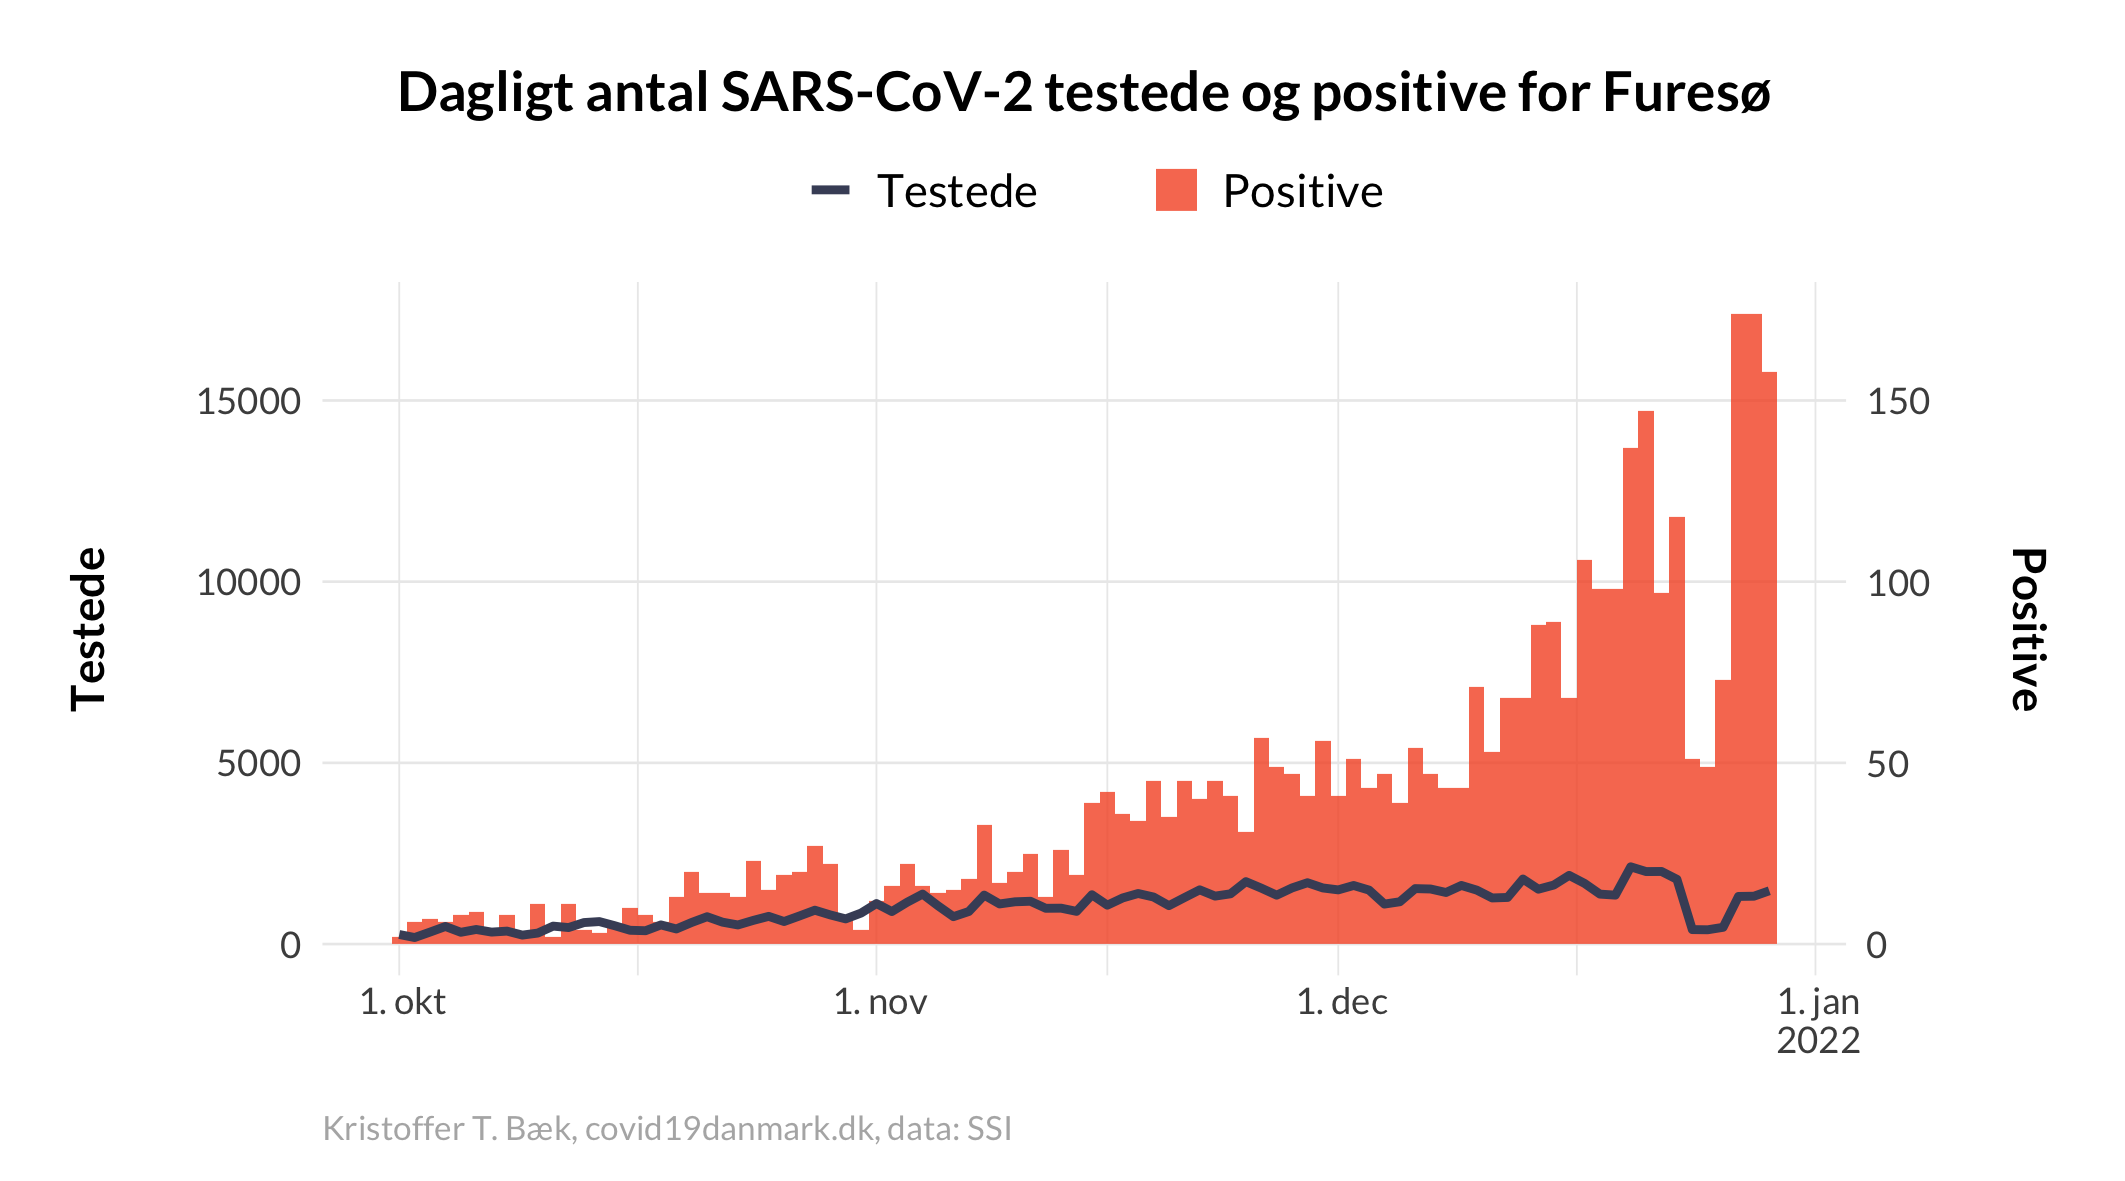 Dagligt antal SARS-CoV-2 testede og positive for Furesø
Testede
Positive
15000
10000
5000
0
150
100
50
0
Testede
Positive
1. okt
1. nov
1. dec
1. jan
2022
Kristoffer T. Bæk, covid19danmark.dk, data: SSI